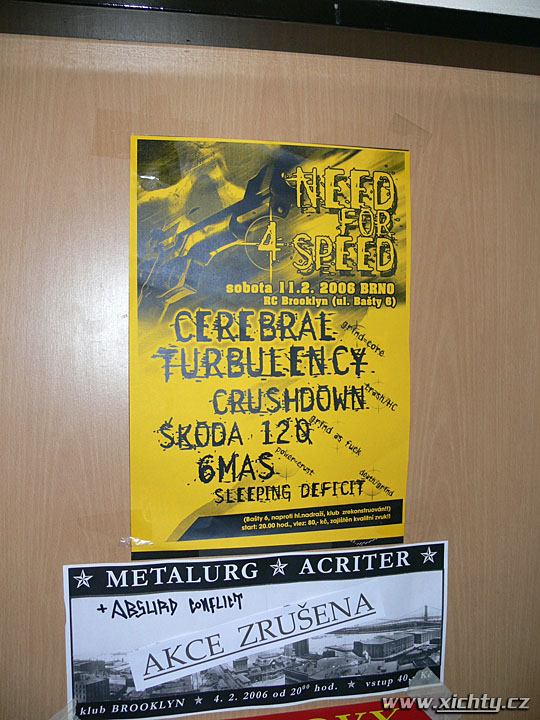 NEED
FOR
4 SPEED
sobota 11.2. 2006 BRNO
RC Brooklyn (ul. Bašty 6)
CEREBRAL
TURBULENCY
grind-core
CRUSHDOWN
trash/HC
ŠKODA 120
grind as fuck
6MAS
power-crust
SLEEPING DEFICIT
death/grind
(Bašty 6, naproti hl.nadraží, klub zrekonstruován!!)
start: 20.00 hod., vlez: 80,- kč, zajištěn kvalitní zvuk!!
METALURG ACRITER
+ ABSURD CONFLICT
AKCE ZRUŠENA
klub BROOKLYN ★ 4. 2. 2006 od 20⁰⁰ hod. ★ vstup 40,- Kč
www.xichty.cz